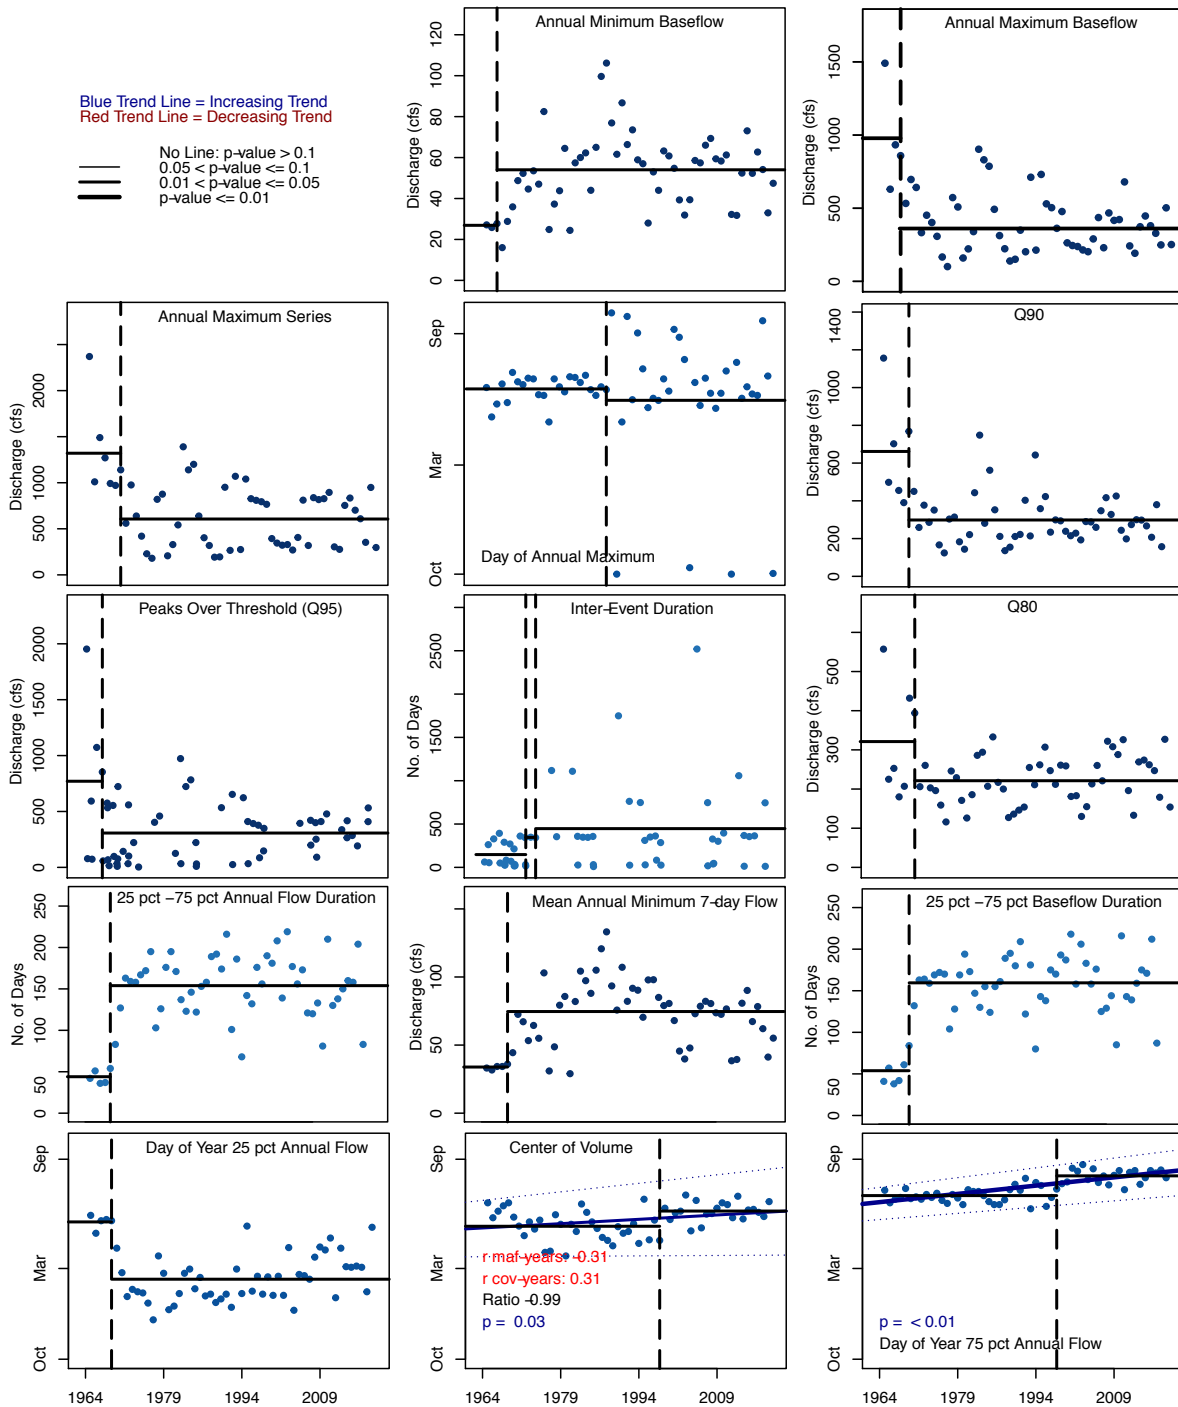 Blue Trend Line = Increasing Trend
Red Trend Line = Decreasing Trend
No Line: p-value > 0.1
0.05 < p-value <= 0.1
0.01 < p-value <= 0.05
p-value <= 0.01
Annual Minimum Baseflow
Discharge (cfs)
0 20 40 60 80 100 120
Annual Maximum Baseflow
Discharge (cfs)
0 500 1000 1500
Annual Maximum Series
Discharge (cfs)
0 500 1000 2000
Day of Annual Maximum
Oct Mar Sep
Q90
Discharge (cfs)
0 200 600 1400
Peaks Over Threshold (Q95)
Discharge (cfs)
0 500 1000 1500 2000
Inter-Event Duration
No. of Days
0 500 1500 2500
Q80
Discharge (cfs)
0 100 300 500
25 pct -75 pct Annual Flow Duration
No. of Days
0 50 100 150 200 250
Mean Annual Minimum 7-day Flow
Discharge (cfs)
0 50 100
25 pct -75 pct Baseflow Duration
No. of Days
0 50 100 150 200 250
Day of Year 25 pct Annual Flow
Oct Mar Sep
1964 1979 1994 2009
Center of Volume
Oct Mar Sep
r maf-years: -0.31
r cov-years: 0.31
Ratio -0.99
p = 0.03
1964 1979 1994 2009
Oct Mar Sep
p = < 0.01
Day of Year 75 pct Annual Flow
1964 1979 1994 2009